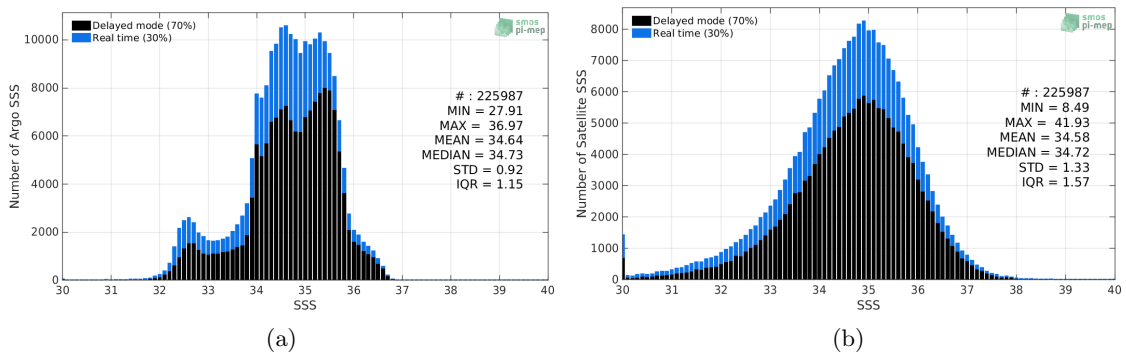 Delayed mode (70%)
Real time (30%)
smos
pi-mep
Number of Argo SSS
10000
8000
6000
4000
2000
0
# : 225987
MIN = 27.91
MAX = 36.97
MEAN = 34.64
MEDIAN = 34.73
STD = 0.92
IQR = 1.15
30 31 32 33 34 35 36 37 38 39 40
SSS
(a)
Delayed mode (70%)
Real time (30%)
smos
pi-mep
Number of Satellite SSS
8000
7000
6000
5000
4000
3000
2000
1000
0
# : 225987
MIN = 8.49
MAX = 41.93
MEAN = 34.58
MEDIAN = 34.72
STD = 1.33
IQR = 1.57
30 31 32 33 34 35 36 37 38 39 40
SSS
(b)